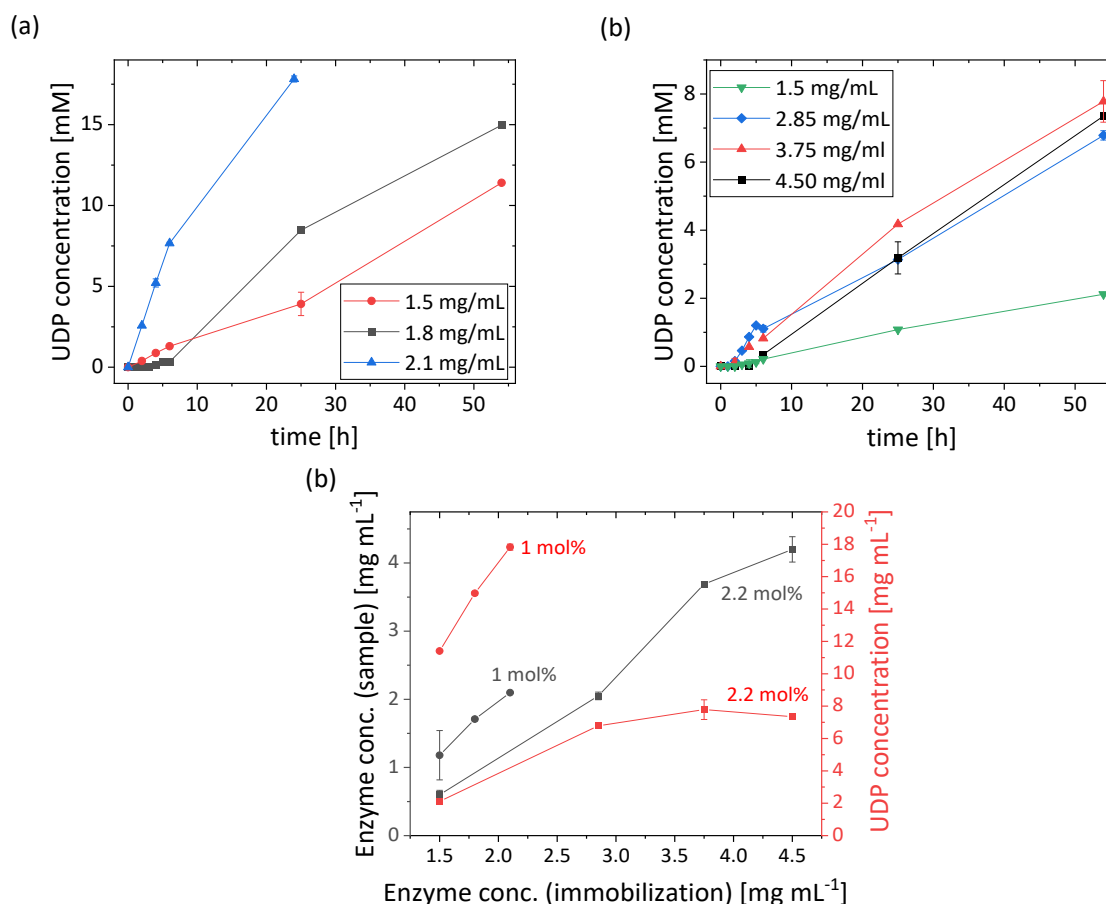 (a)
UDP concentration [mM]
0
5
10
15
0
10
20
30
40
50
time [h]
1.5 mg/mL
1.8 mg/mL
2.1 mg/mL
(b)
UDP concentration [mM]
0
2
4
6
8
0
10
20
30
40
50
time [h]
1.5 mg/mL
2.85 mg/mL
3.75 mg/ml
4.50 mg/ml
(b)
Enzyme conc. (sample) [mg mL⁻¹]
0
1
2
3
4
1.5
2.0
2.5
3.0
3.5
4.0
4.5
Enzyme conc. (immobilization) [mg mL⁻¹]
0
2
4
6
8
10
12
14
16
18
20
UDP concentration [mg mL⁻¹]
1 mol%
1 mol%
2.2 mol%
2.2 mol%